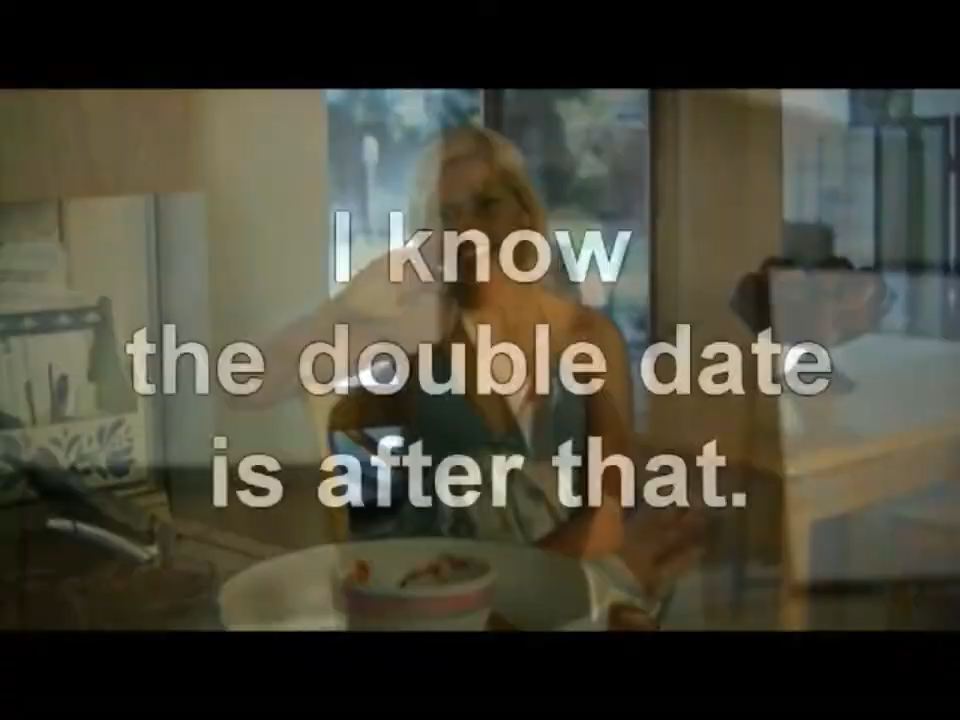 I know
the double date
is after that.